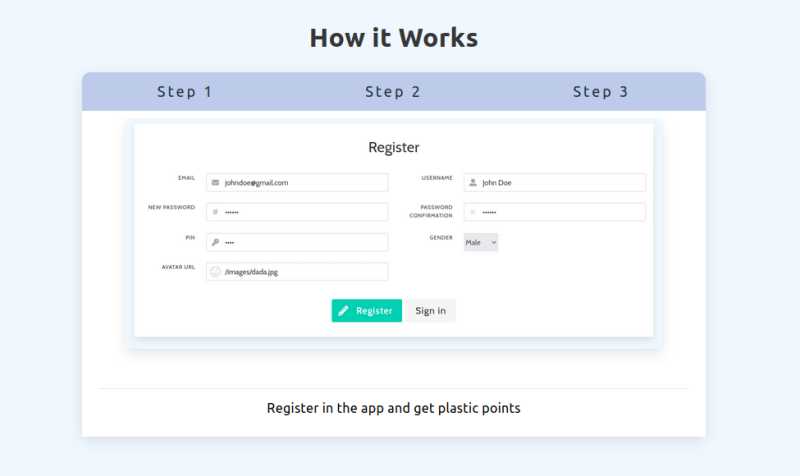 How it Works
Step 1 Step 2 Step 3
Register
EMAIL johndoe@gmail.com USERNAME John Doe
NEW PASSWORD •••••• PASSWORD CONFIRMATION ••••••
PIN •••• GENDER Male
AVATAR URL /images/dada.jpg
Register Sign in
Register in the app and get plastic points